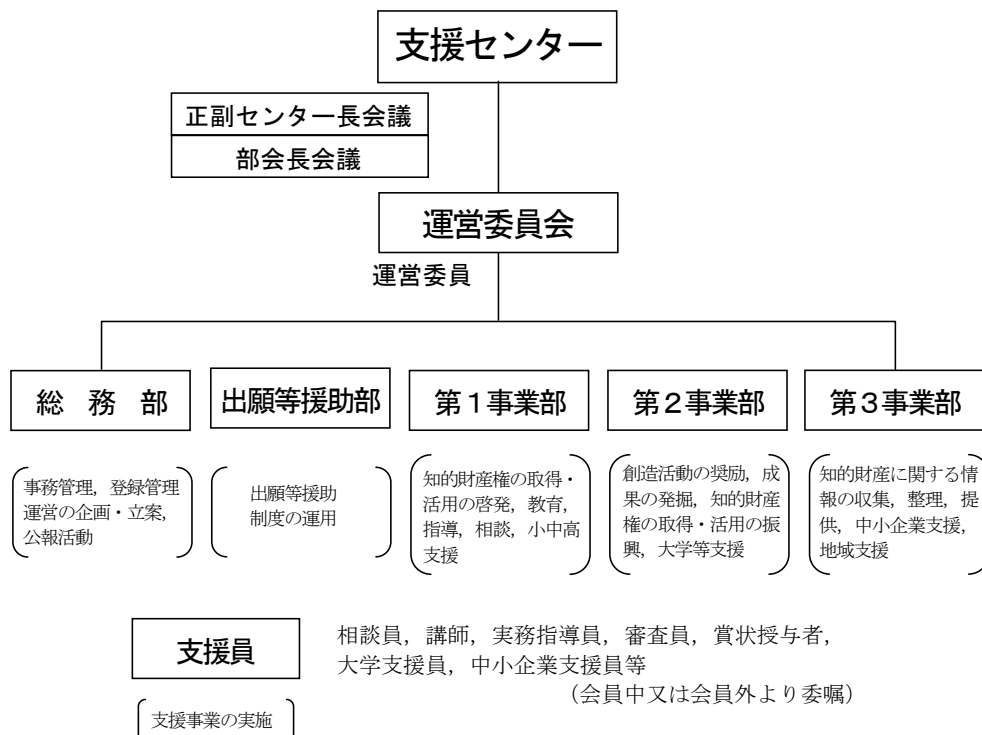 支援センター
正副センター長会議
部会長会議
運営委員会
運営委員
総　務　部
出願等援助部
第１事業部
第２事業部
第３事業部
事務管理，登録管理
運営の企画・立案，
公報活動
出願等援助
制度の運用
知的財産権の取得・
活用の啓発，教育，
指導，相談，小中高
支援
創造活動の奨励，成
果の発掘，知的財産
権の取得・活用の振
興，大学等支援
知的財産に関する情
報の収集，整理，提
供，中小企業支援，
地域支援
支援員
相談員，講師，実務指導員，審査員，賞状授与者，
大学支援員，中小企業支援員等
（会員中又は会員外より委嘱）
支援事業の実施